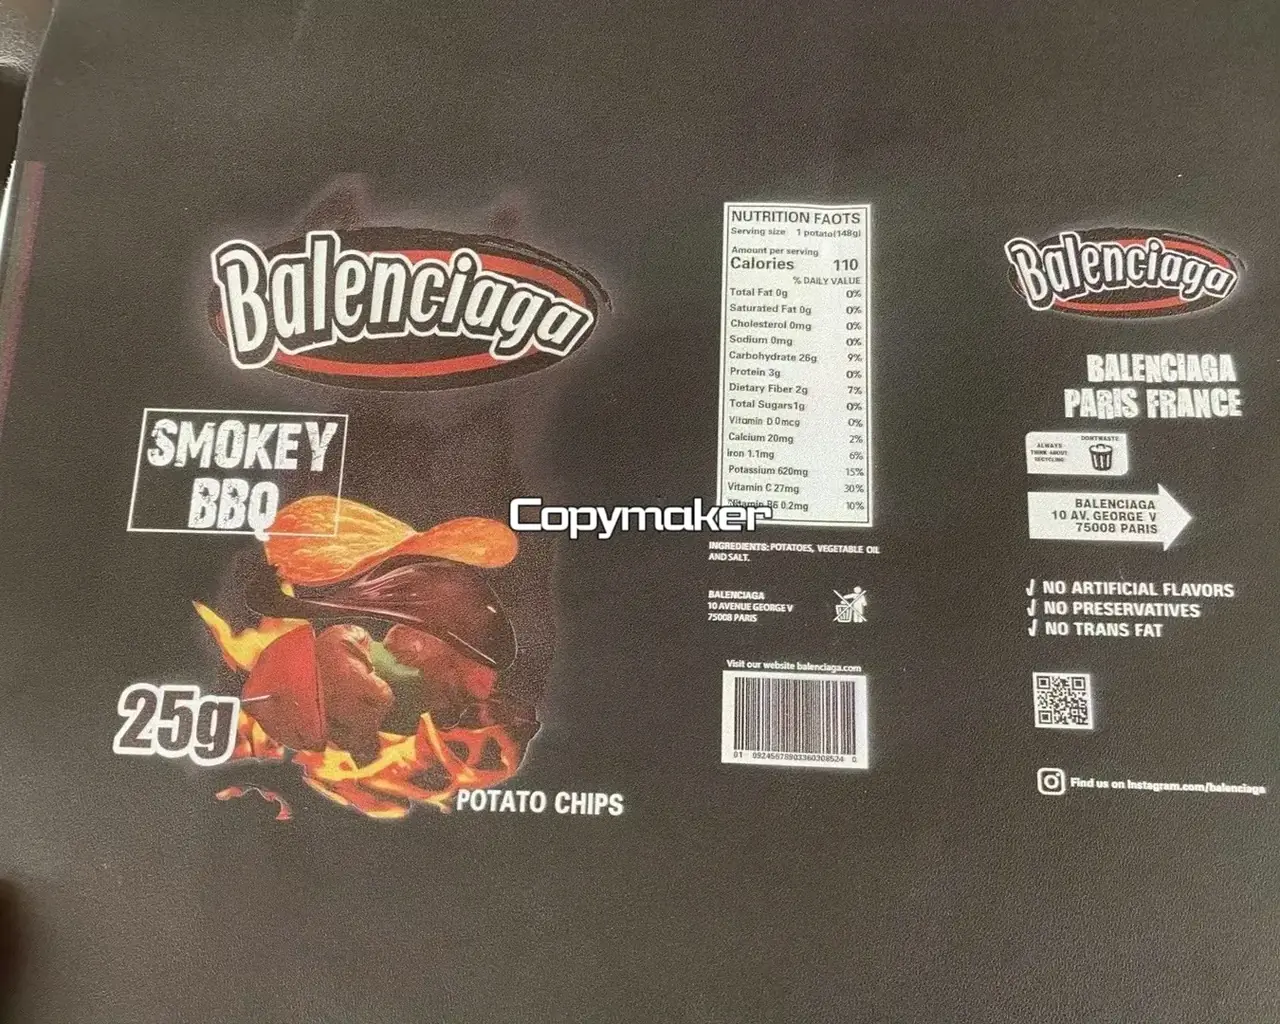 Balenciaga
SMOKEY
BBQ
25g
POTATO CHIPS
NUTRITION FAOTS
Serving size 1 potato(148g)
Amount per serving
Calories 110
% DAILY VALUE
Total Fat 0g 0%
Saturated Fat 0g 0%
Cholesterol 0mg 0%
Sodium 0mg 0%
Carbohydrate 26g 9%
Protein 3g 0%
Dietary Fiber 2g 7%
Total Sugars1g 0%
Vitamin D0mcg 0%
Calcium 20mg 2%
iron 1.1mg 6%
Potassium 620mg 15%
Vitamin C 27mg 30%
Nitamin B6 0.2mg 10%
Copymaker
INGREDIENTS:POTATOES, VEGETABLE OIL
AND SALT.
BALENCIAGA
10 AVENUE GEORGE V
75008 PARIS
Visit our website balenciaga.com
Balenciaga
BALENCIAGA
PARIS FRANCE
ALWAYS
THINK ABOUT
RECYCLING
DONTWASTE
BALENCIAGA
10 AV. GEORGE V
75008 PARIS
√ NO ARTIFICIAL FLAVORS
√ NO PRESERVATIVES
√ NO TRANS FAT
Find us on Instagram.com/balenciaga